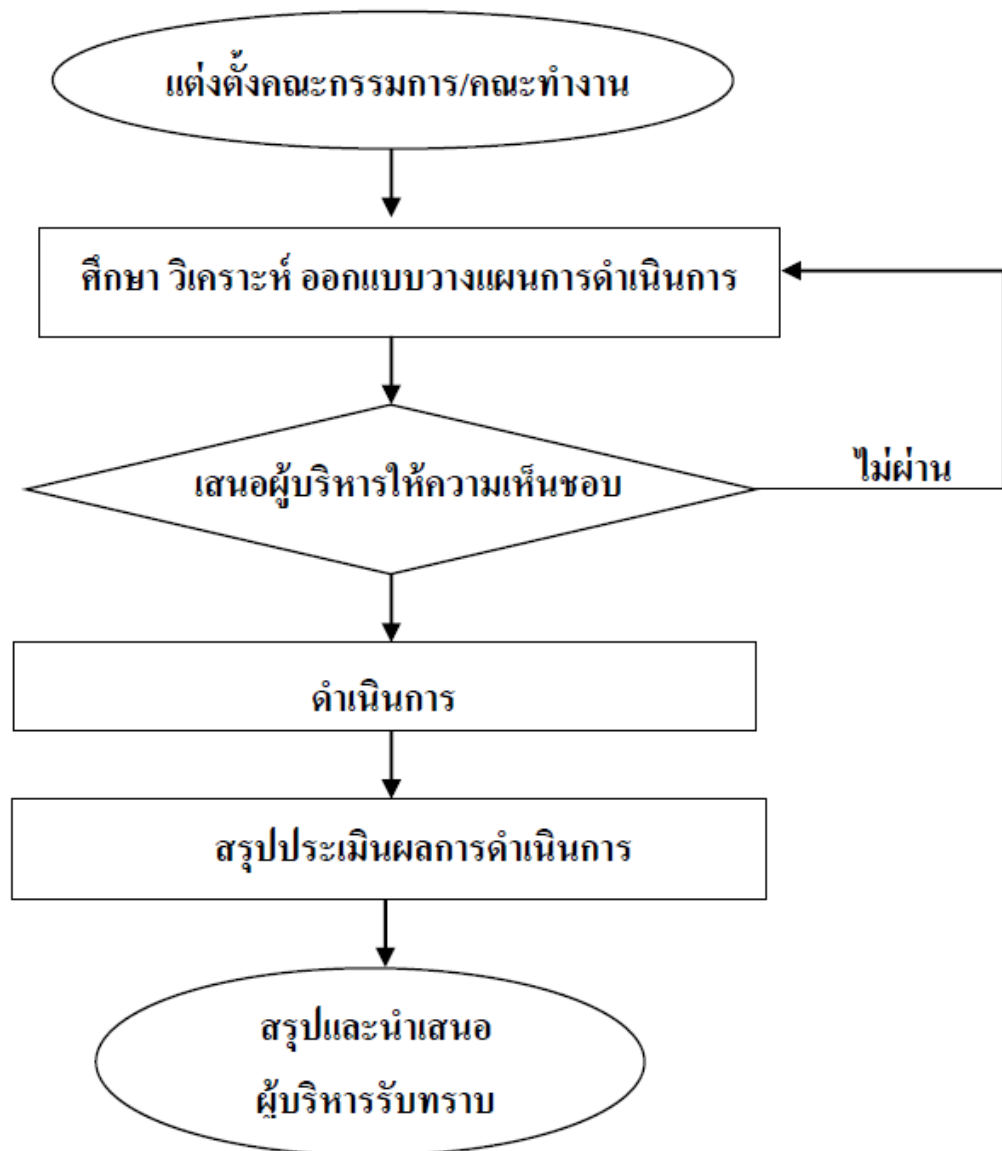 แต่งตั้งคณะกรรมการ/คณะทำงาน
ศึกษา วิเคราะห์ ออกแบบวางแผนการดำเนินการ
เสนอผู้บริหารให้ความเห็นชอบ
ไม่ผ่าน
ดำเนินการ
สรุปประเมินผลการดำเนินการ
สรุปและนำเสนอ
ผู้บริหารรับทราบ